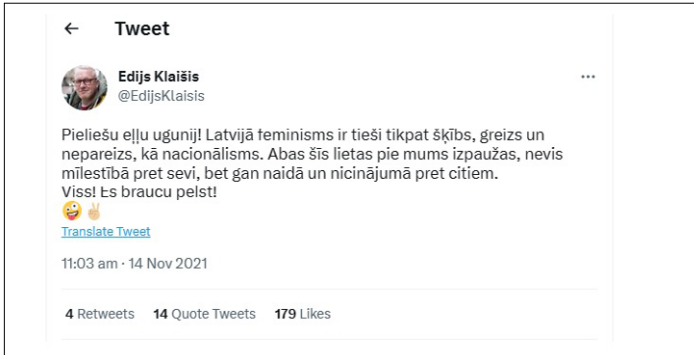 ← Tweet
Edijs Klaišis
@EdijsKlaisis
Pieliešu eļļu ugunij! Latvijā feminisms ir tieši tikpat šķībs, greizs un
nepareizs, kā nacionālisms. Abas šīs lietas pie mums izpaužas, nevis
mīlestībā pret sevi, bet gan naidā un nicinājumā pret citiem.
Viss! Es braucu pelst!
🤪✌🏼
Translate Tweet
11:03 am · 14 Nov 2021
4 Retweets 14 Quote Tweets 179 Likes